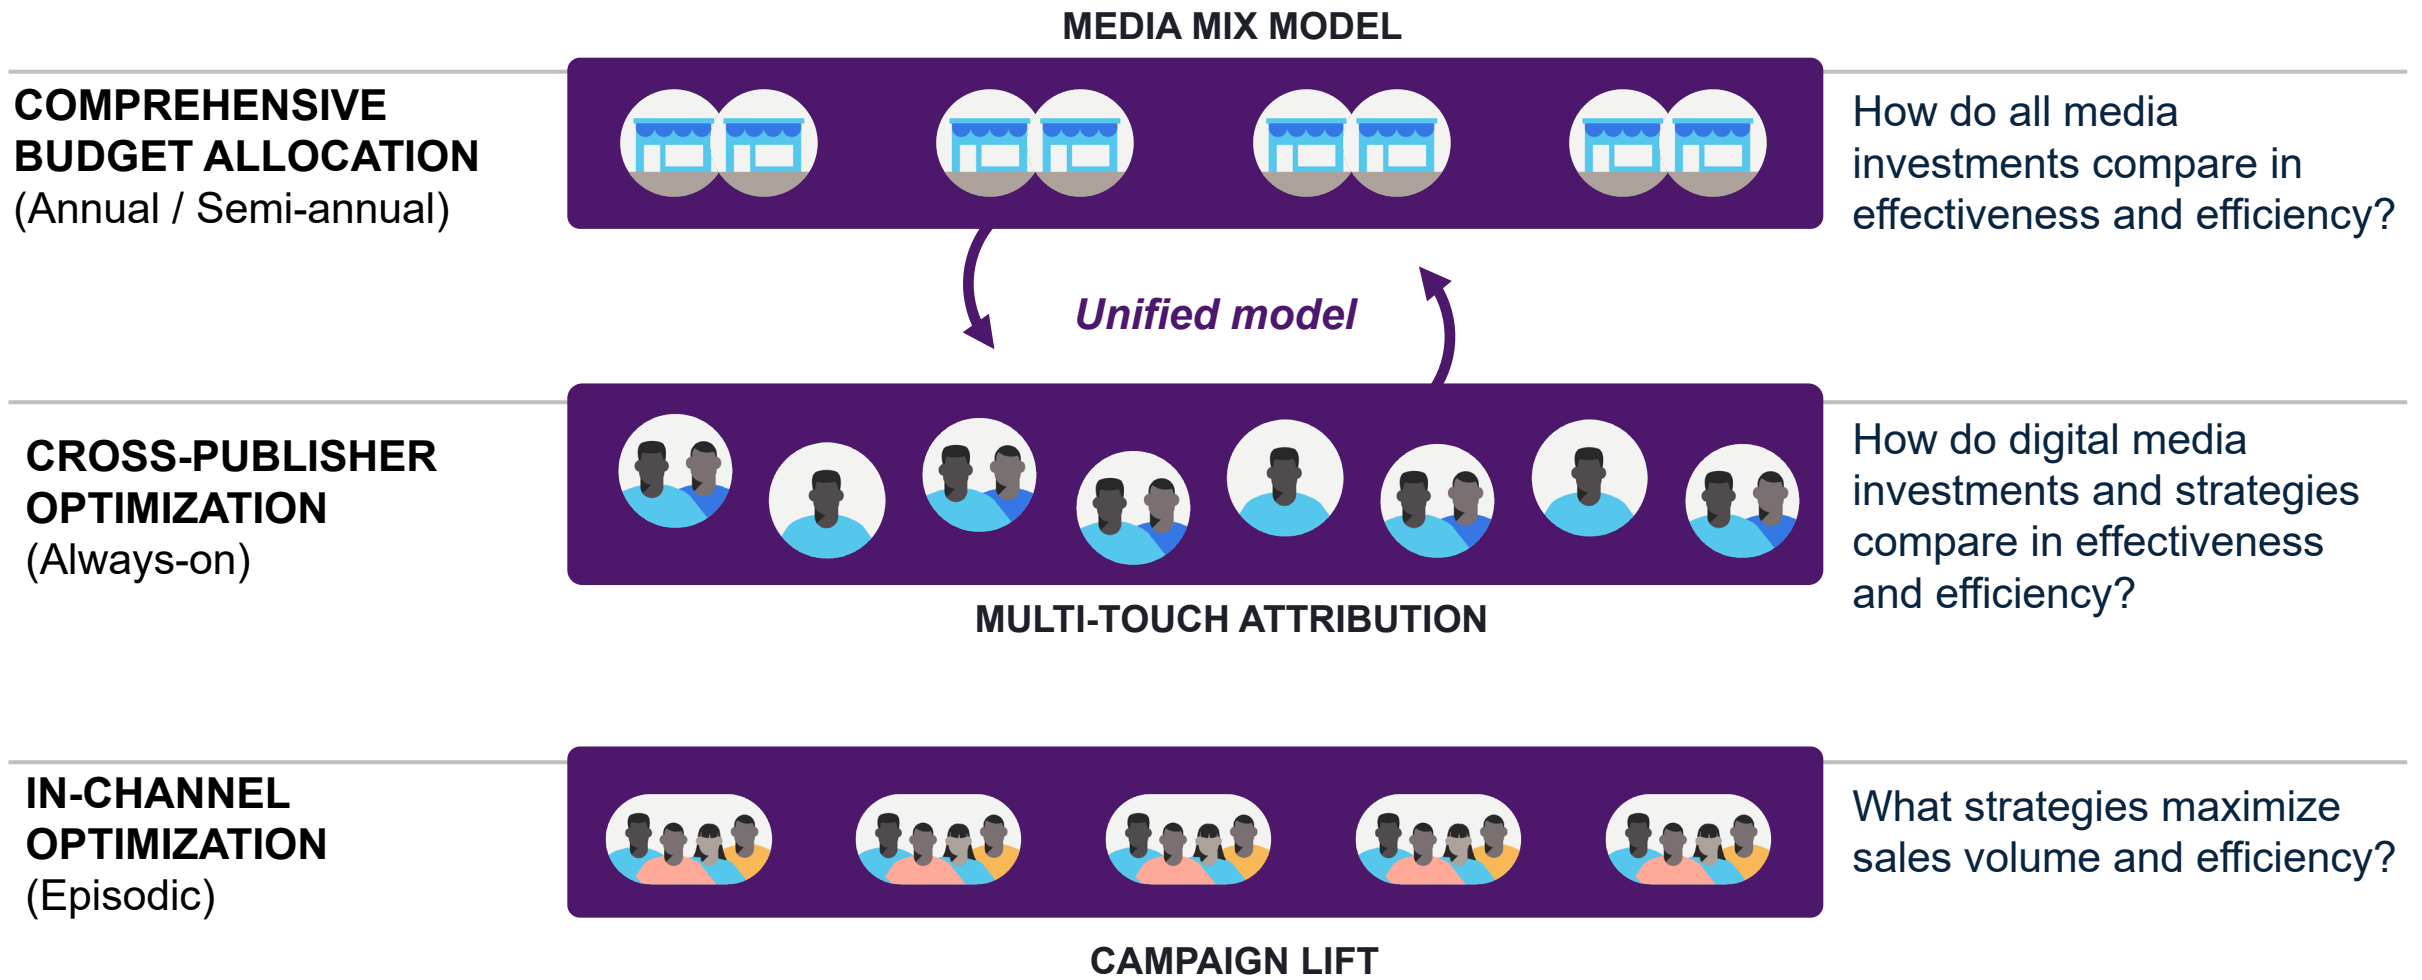 MEDIA MIX MODEL
COMPREHENSIVE
BUDGET ALLOCATION
(Annual / Semi-annual)
How do all media
investments compare in
effectiveness and efficiency?
Unified model
CROSS-PUBLISHER
OPTIMIZATION
(Always-on)
How do digital media
investments and strategies
compare in effectiveness
and efficiency?
MULTI-TOUCH ATTRIBUTION
IN-CHANNEL
OPTIMIZATION
(Episodic)
What strategies maximize
sales volume and efficiency?
CAMPAIGN LIFT